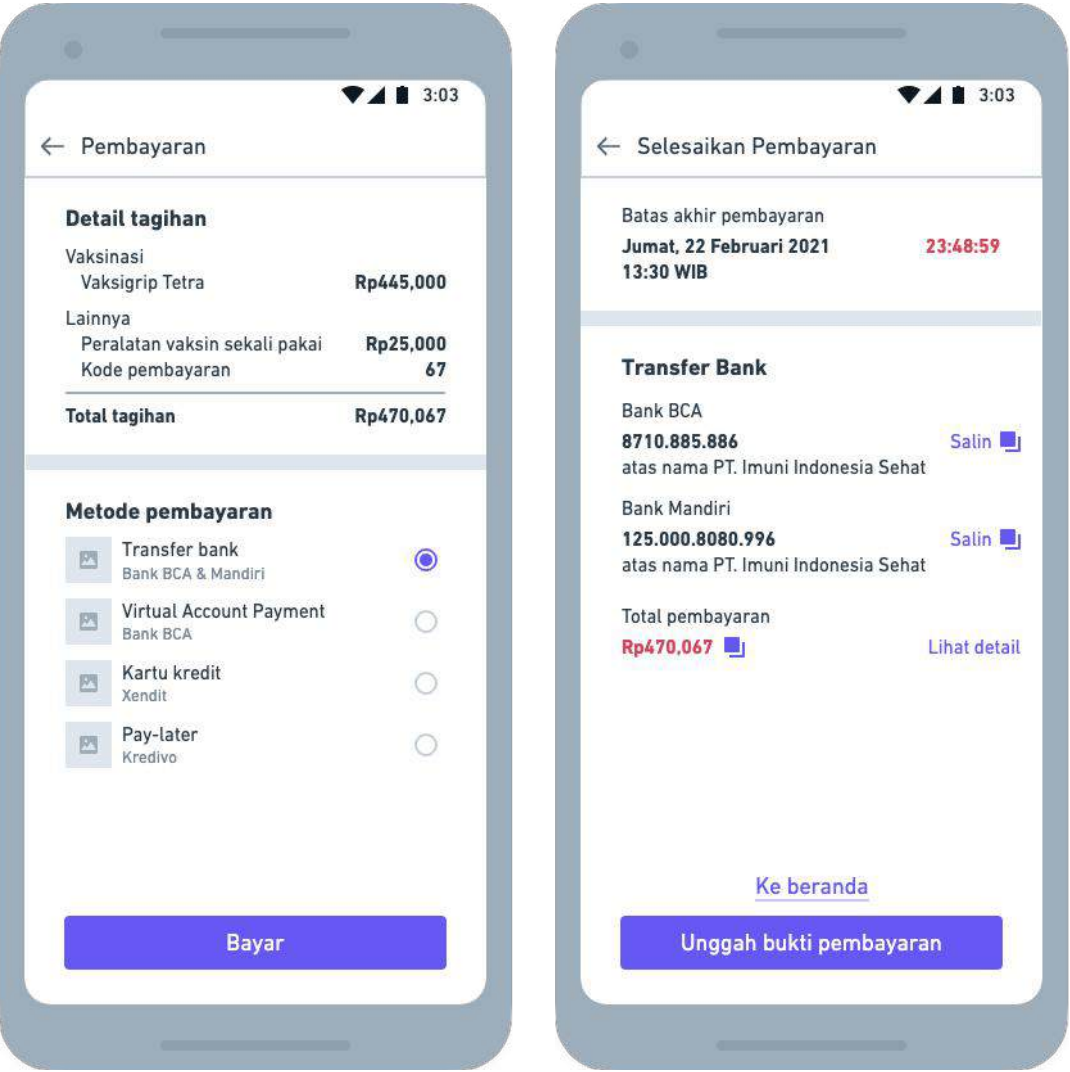 3:03
Pembayaran
Detail tagihan
Vaksinasi
Vaksigrip Tetra Rp445,000
Lainnya
Peralatan vaksin sekali pakai Rp25,000
Kode pembayaran 67
Total tagihan Rp470,067
Metode pembayaran
Transfer bank
Bank BCA & Mandiri
Virtual Account Payment
Bank BCA
Kartu kredit
Xendit
Pay-later
Kredivo
Bayar
3:03
Selesaikan Pembayaran
Batas akhir pembayaran
Jumat, 22 Februari 2021 23:48:59
13:30 WIB
Transfer Bank
Bank BCA
8710.885.886 Salin
atas nama PT. Imuni Indonesia Sehat
Bank Mandiri
125.000.8080.996 Salin
atas nama PT. Imuni Indonesia Sehat
Total pembayaran
Rp470,067 Lihat detail
Ke beranda
Unggah bukti pembayaran